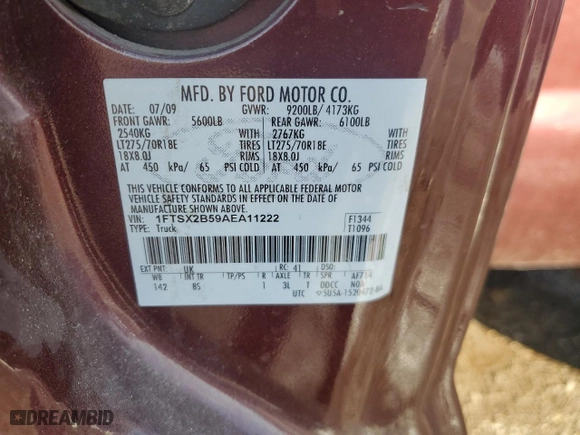 MFD. BY FORD MOTOR CO.
DATE: 07/09 GVWR: 9200LB/ 4173KG
FRONT GAWR: 5600LB REAR GAWR: 6100LB
2540KG WITH 2767KG WITH
LT275/70R18E TIRES LT275/70R18E TIRES
18X8.0J RIMS 18X8.0J RIMS
AT 450 kPa/ 65 PSI COLD AT 450 kPa/ 65 PSI COLD
THIS VEHICLE CONFORMS TO ALL APPLICABLE FEDERAL MOTOR
VEHICLE SAFETY STANDARDS IN EFFECT ON THE DATE OF
MANUFACTURE SHOWN ABOVE.
VIN: 1FTSX2B59AEA11222 F1344
TYPE: Truck T1096
EXT PNT: UK RC: 41 DSO:
WB INT TR TP/PS R AXLE TR SPR
142 BS 1 3L T DDCC
UTC
DREAMBID